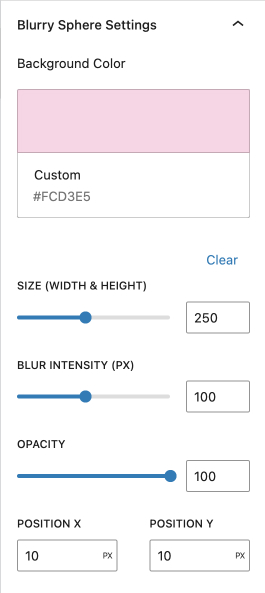 Blurry Sphere Settings
Background Color
Custom
#FCD3E5
Clear
SIZE (WIDTH & HEIGHT)
250
BLUR INTENSITY (PX)
100
OPACITY
100
POSITION X POSITION Y
10 PX 10 PX